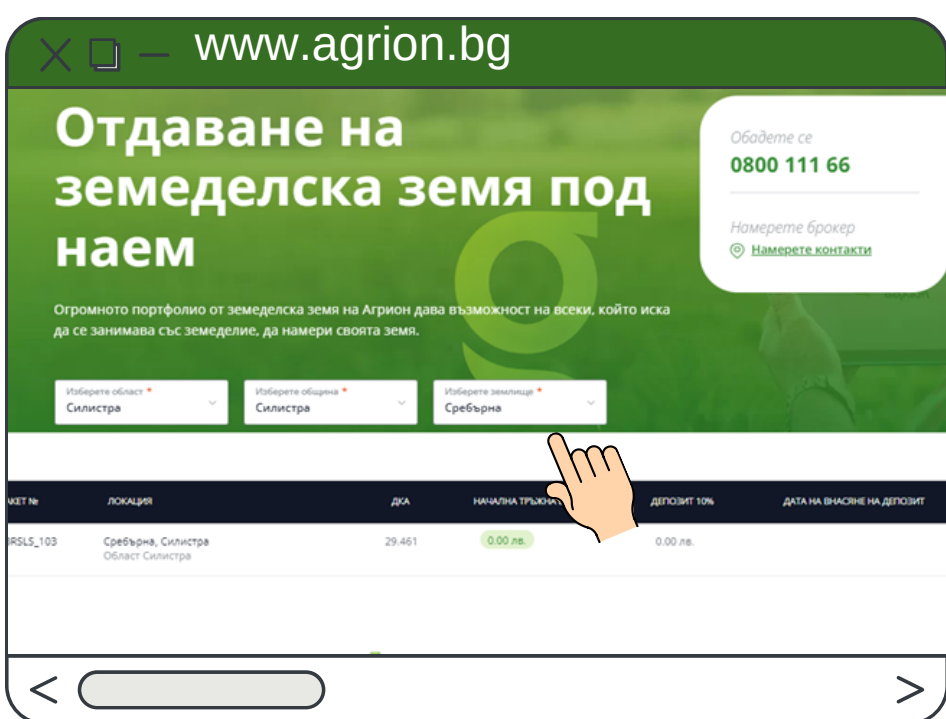 www.agrion.bg
Отдаване на
земеделска земя под
наем
Обадете се
0800 111 66
Намерете брокер
Намерете контакти
Огромното портфолио от земеделска земя на Агрион дава възможност на всеки, който иска
да се занимава със земеделие, да намери своята земя.
Изберете област *
Силистра
Изберете община *
Силистра
Изберете землище *
Сребърна
№ ЛОКАЦИЯ ДКА НАЧАЛНА ТРЪЖНА ДЕПОЗИТ 10% ДАТА НА ВНАСЯНЕ НА ДЕПОЗИТ
RSLS_103 Сребърна, Силистра 29.461 0.00 лв. 0.00 лв.
Област Силистра